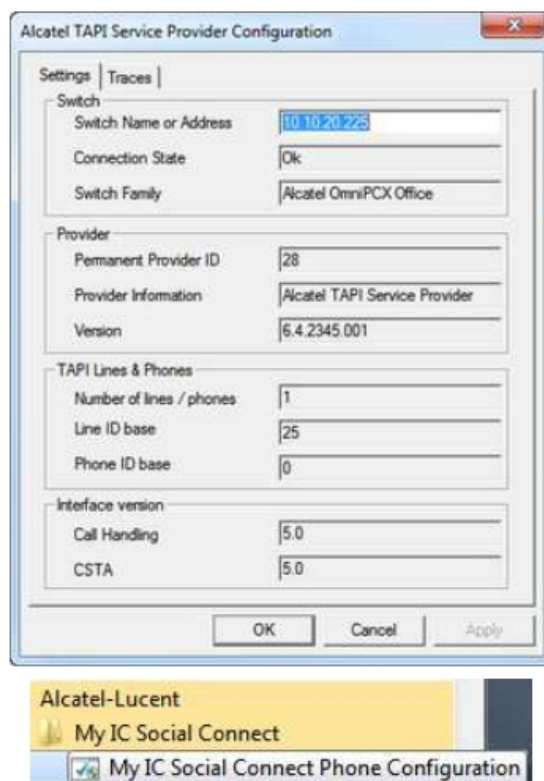 Alcatel TAPI Service Provider Configuration
Settings Traces
Switch
Switch Name or Address 10.10.20.225
Connection State Ok
Switch Family Alcatel OmniPCX Office
Provider
Permanent Provider ID 28
Provider Information Alcatel TAPI Service Provider
Version 6.4.2345.001
TAPI Lines & Phones
Number of lines / phones 1
Line ID base 25
Phone ID base 0
Interface version
Call Handling 5.0
CSTA 5.0
OK Cancel Apply
Alcatel-Lucent
My IC Social Connect
My IC Social Connect Phone Configuration